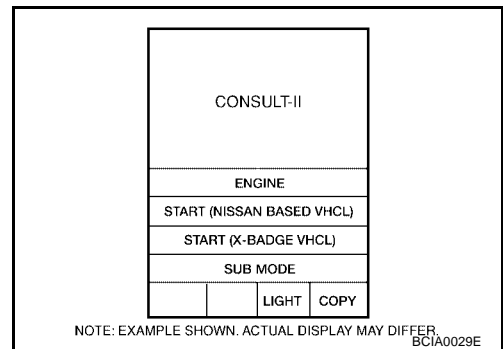 CONSULT-II
ENGINE
START (NISSAN BASED VHCL)
START (X-BADGE VHCL)
SUB MODE
LIGHT COPY
NOTE: EXAMPLE SHOWN. ACTUAL DISPLAY MAY DIFFER.
BCIA0029E